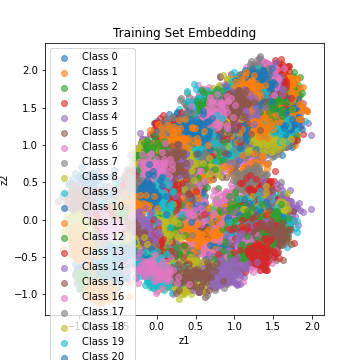 Training Set Embedding
Class 0
Class 1
Class 2
Class 3
Class 4
Class 5
Class 6
Class 7
Class 8
Class 9
Class 10
Class 11
Class 12
Class 13
Class 14
Class 15
Class 16
Class 17
Class 18
Class 19
Class 20
z2
2.0
1.5
1.0
0.5
0.0
−0.5
−1.0
0.0
0.5
1.0
1.5
2.0
z1